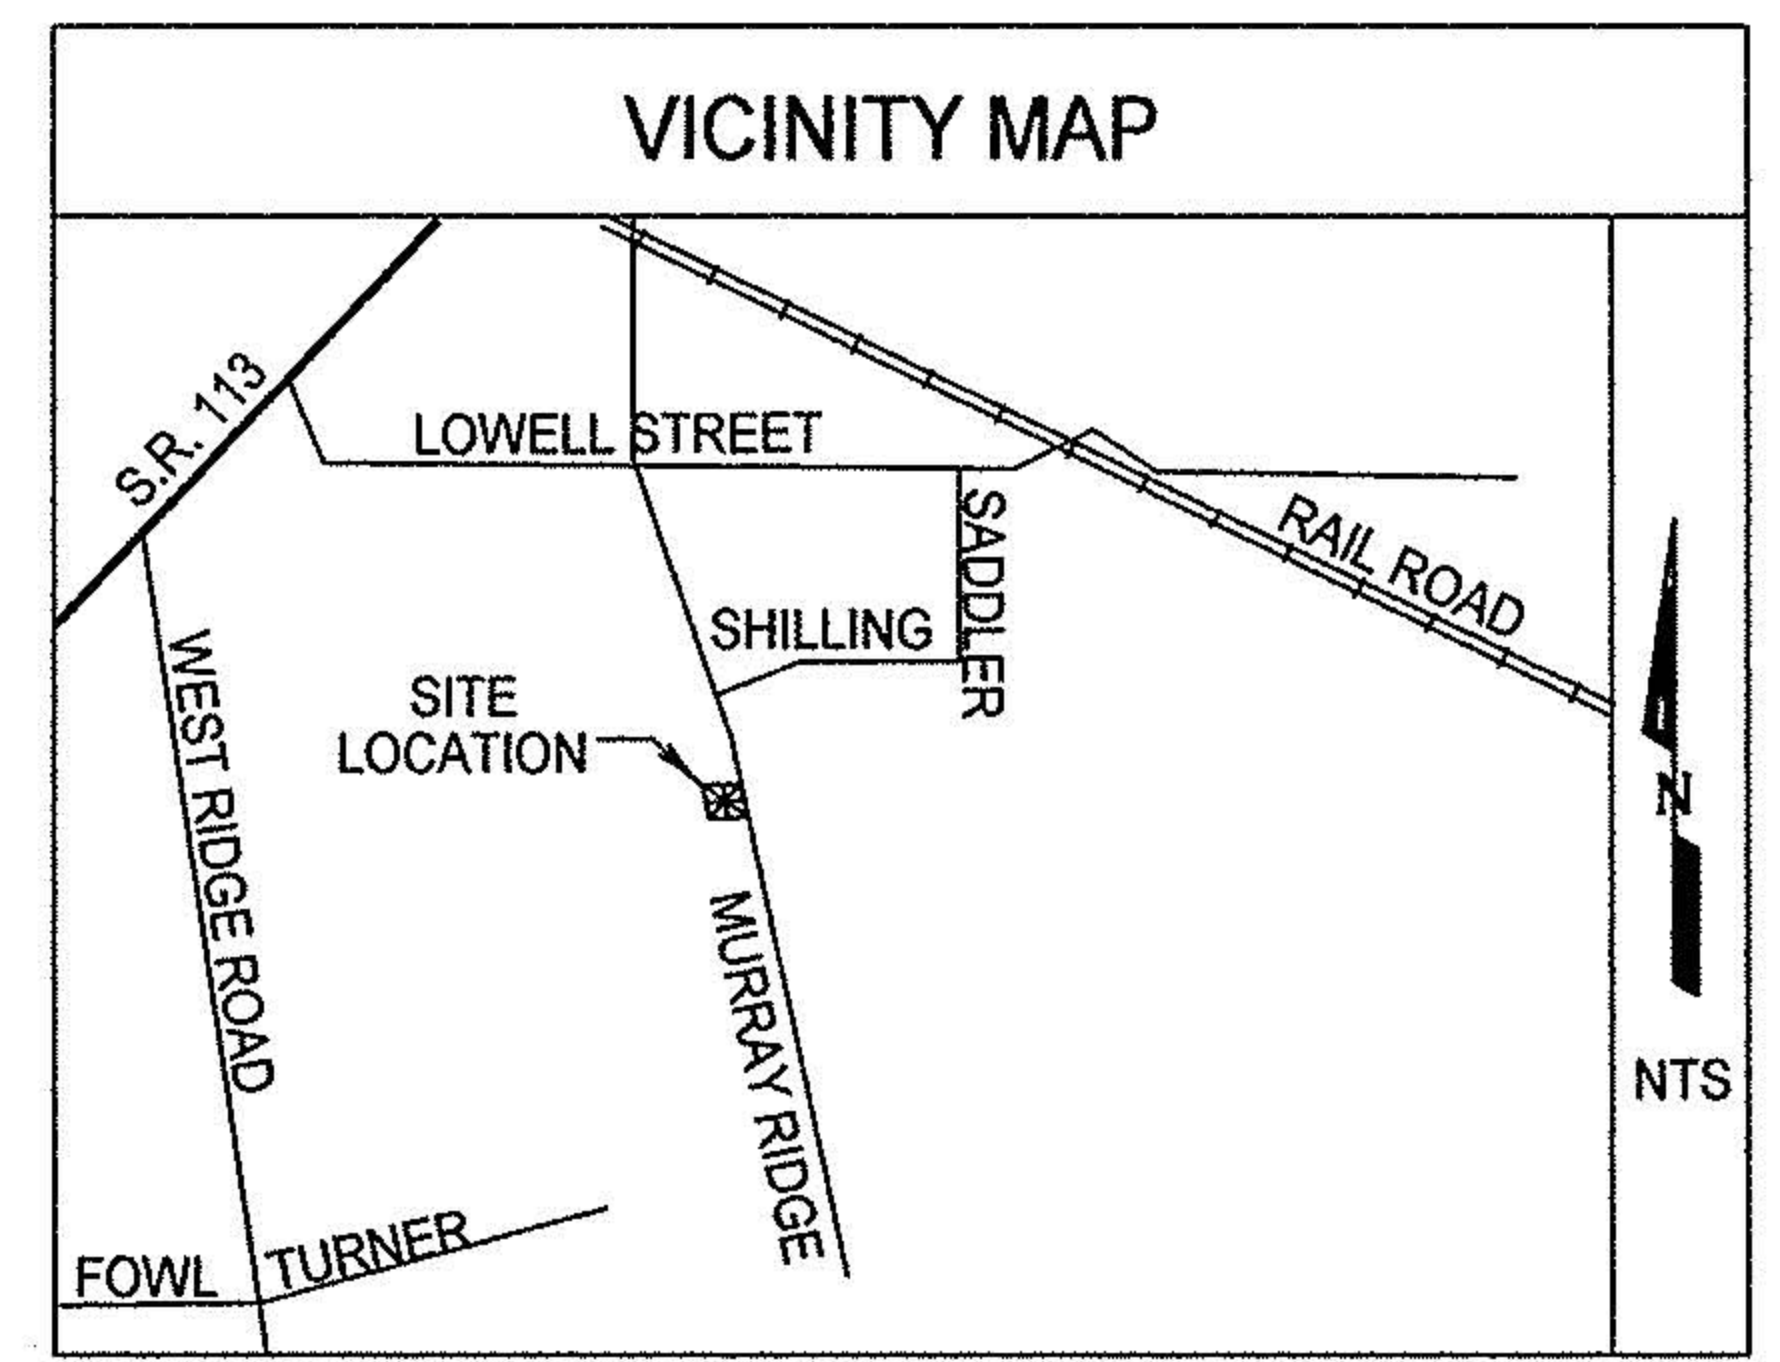 VICINITY MAP
S.R. 113
LOWELL STREET
SADDLER
RAIL ROAD
SHILLING
SITE
LOCATION
WEST RIDGE ROAD
MURRAY RIDGE
N
NTS
FOWL
TURNER